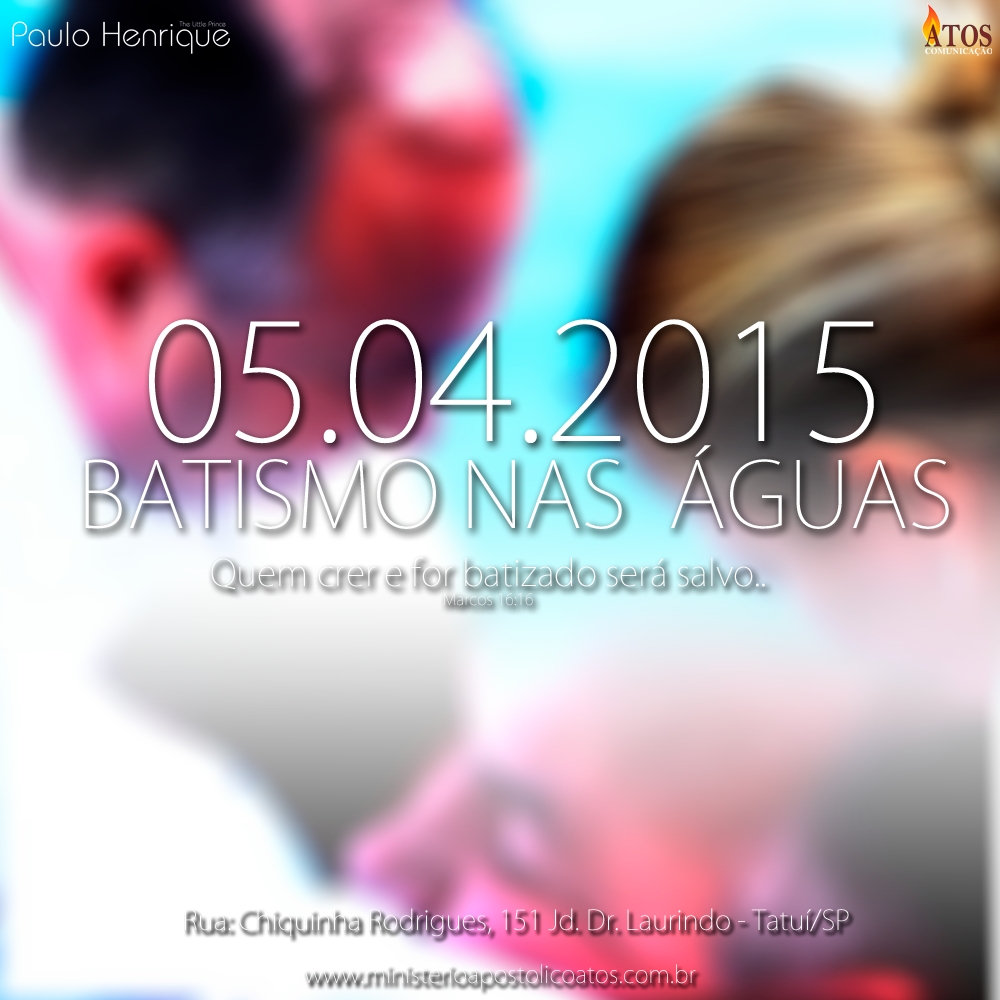 The Little Prince
Paulo Henrique
ATOS
COMUNICAÇÃO
05.04.2015
BATISMO NAS ÁGUAS
Quem crer e for batizado será salvo..
Marcos 16:16
Rua: Chiquinha Rodrigues, 151 Jd. Dr. Laurindo - Tatuí/SP
www.ministerioapostolicoatos.com.br